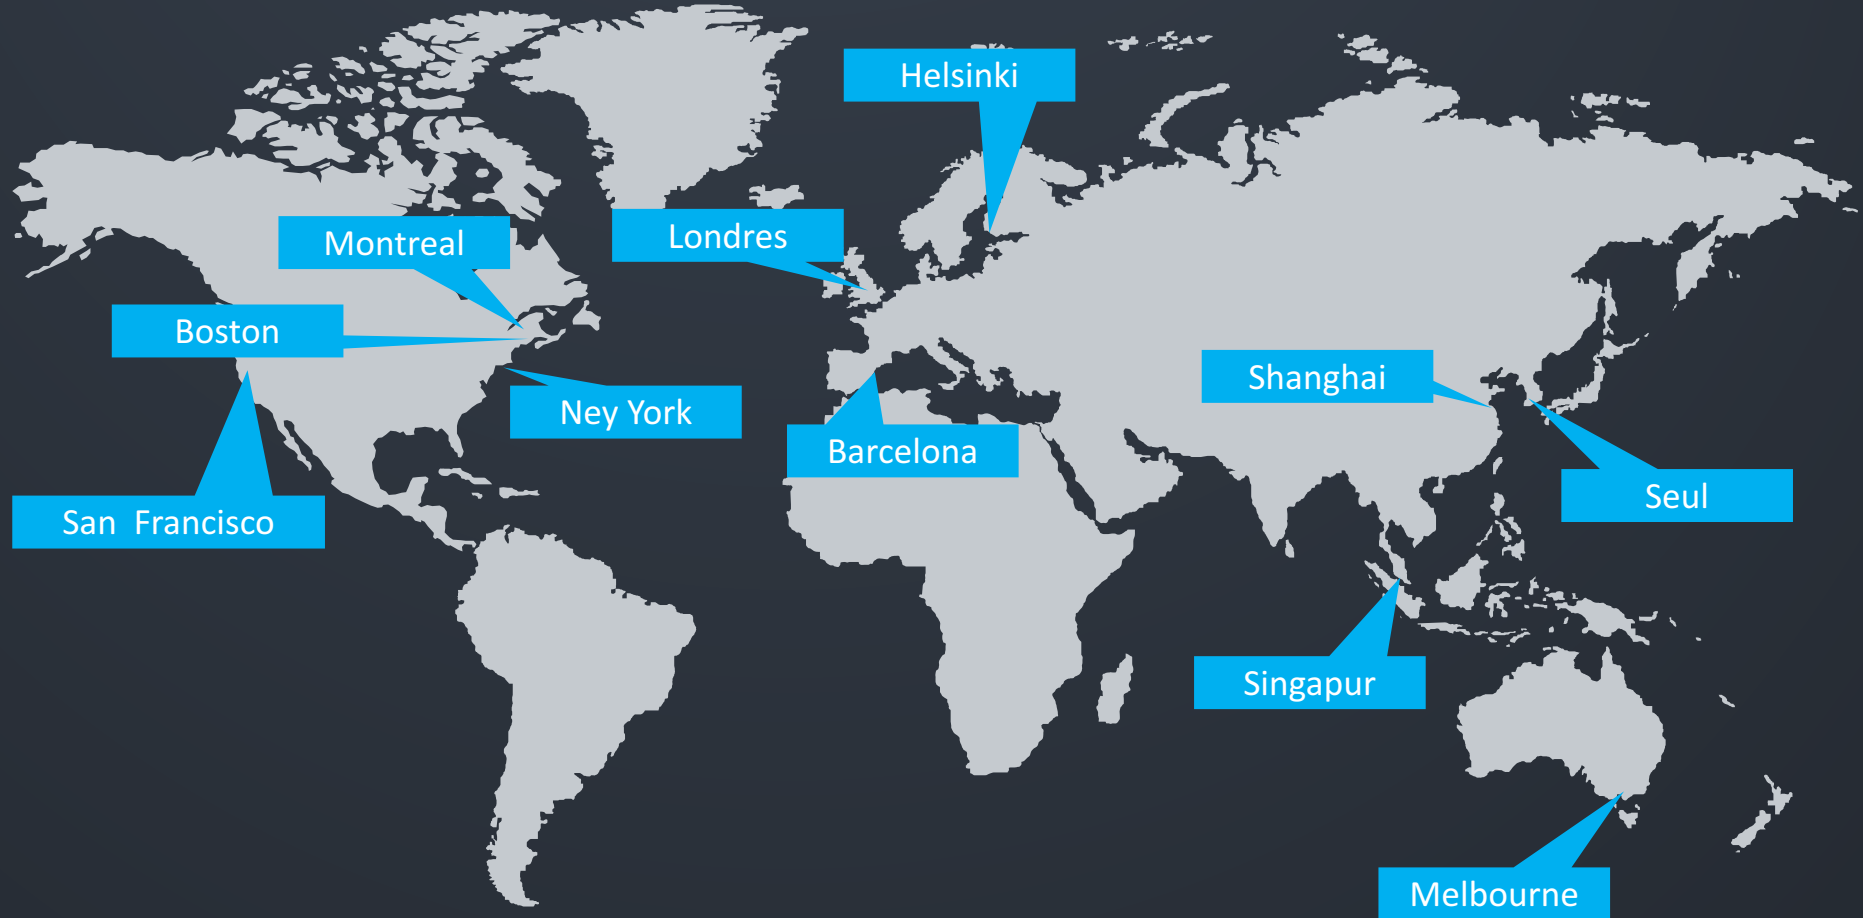 Helsinki
Montreal
Londres
Boston
Shanghai
Ney York
Barcelona
Seul
San Francisco
Singapur
Melbourne